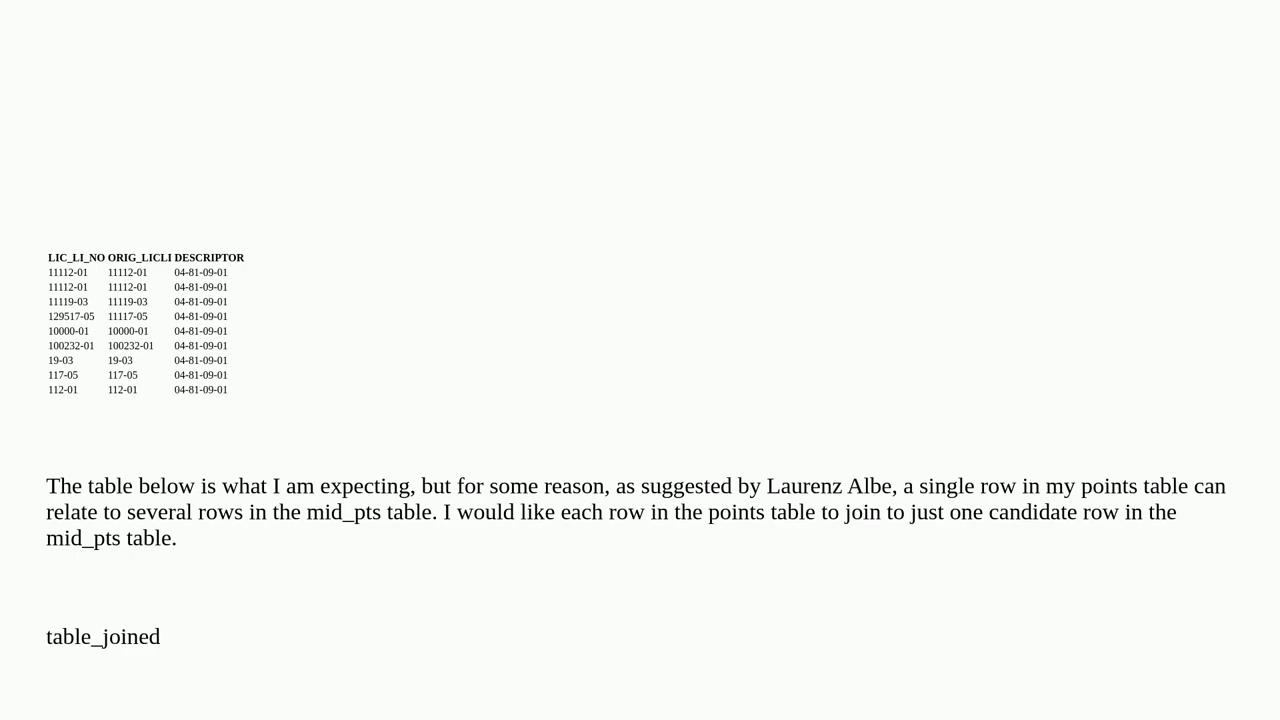 LIC_LI_NO ORIG_LICLI DESCRIPTOR
11112-01 11112-01 04-81-09-01
11112-01 11112-01 04-81-09-01
11119-03 11119-03 04-81-09-01
129517-05 11117-05 04-81-09-01
10000-01 10000-01 04-81-09-01
100232-01 100232-01 04-81-09-01
19-03 19-03 04-81-09-01
117-05 117-05 04-81-09-01
112-01 112-01 04-81-09-01
The table below is what I am expecting, but for some reason, as suggested by Laurenz Albe, a single row in my points table can
relate to several rows in the mid_pts table. I would like each row in the points table to join to just one candidate row in the
mid_pts table.
table_joined